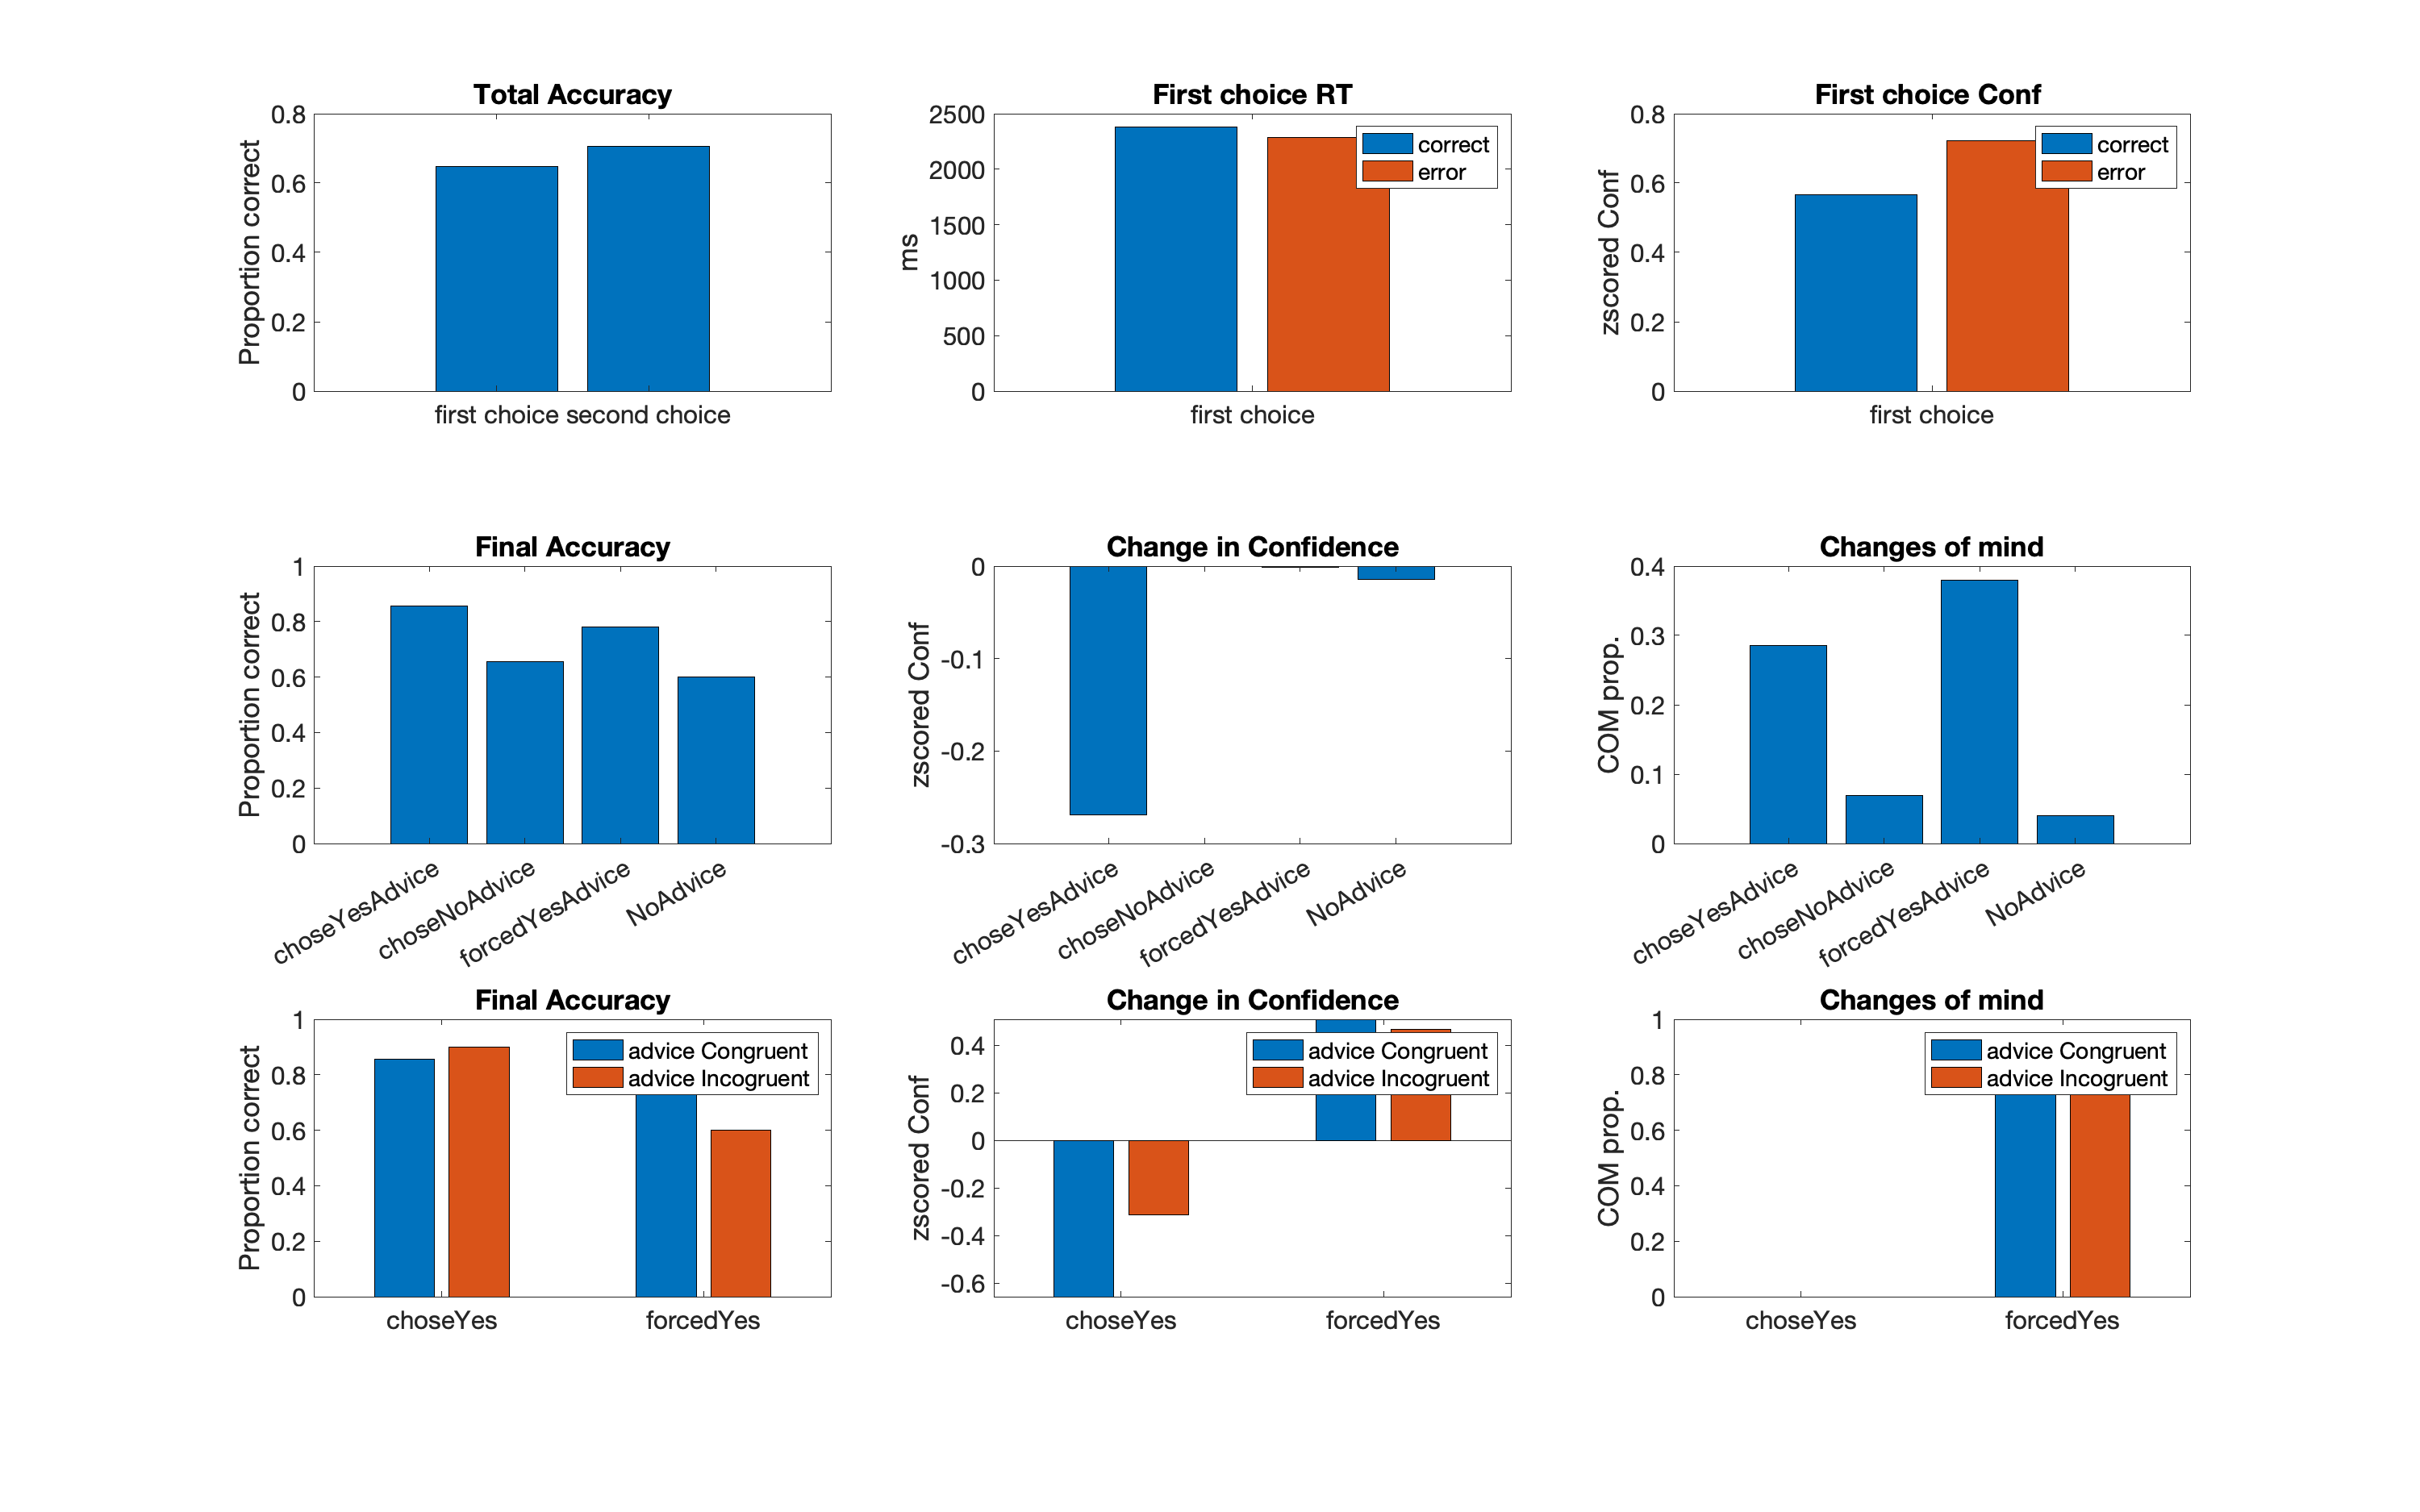 Total Accuracy
Proportion correct
0.8
0.6
0.4
0.2
0
first choice second choice
First choice RT
ms
2500
2000
1500
1000
500
0
correct
error
first choice
First choice Conf
zscored Conf
0.8
0.6
0.4
0.2
0
correct
error
first choice
Final Accuracy
Proportion correct
1
0.8
0.6
0.4
0.2
0
choseYesAdvice
choseNoAdvice
forcedYesAdvice
NoAdvice
Change in Confidence
zscored Conf
0
-0.1
-0.2
-0.3
choseYesAdvice
choseNoAdvice
forcedYesAdvice
NoAdvice
Changes of mind
COM prop.
0.4
0.3
0.2
0.1
0
choseYesAdvice
choseNoAdvice
forcedYesAdvice
NoAdvice
Final Accuracy
Proportion correct
1
0.8
0.6
0.4
0.2
0
advice Congruent
advice Incogruent
choseYes
forcedYes
Change in Confidence
zscored Conf
0.4
0.2
0
-0.2
-0.4
-0.6
advice Congruent
advice Incogruent
choseYes
forcedYes
Changes of mind
COM prop.
1
0.8
0.6
0.4
0.2
0
advice Congruent
advice Incogruent
choseYes
forcedYes